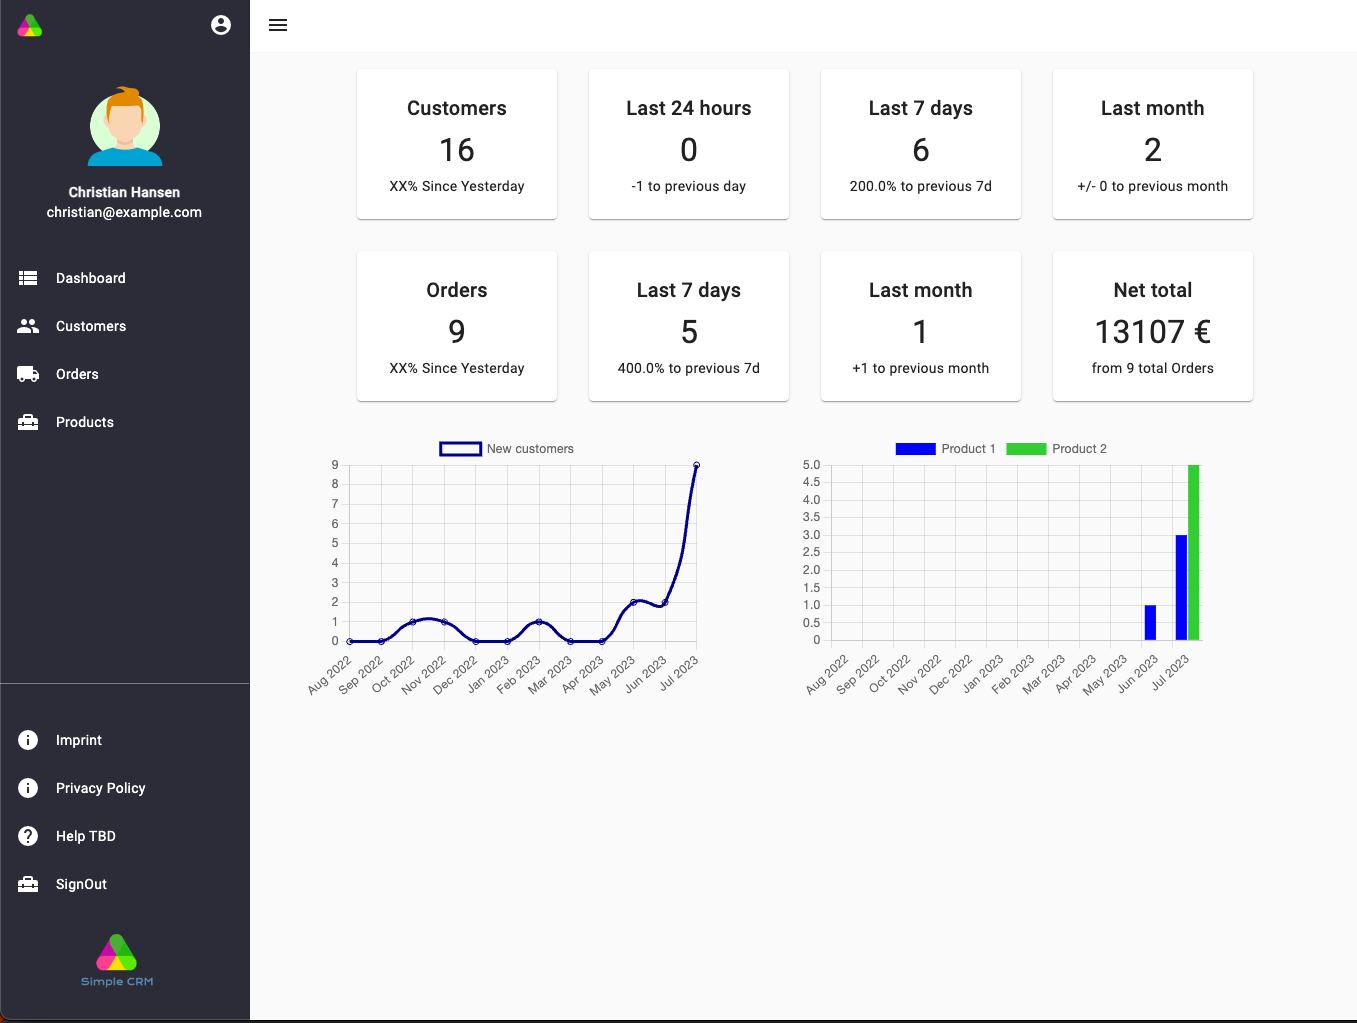 Christian Hansen
christian@example.com
Dashboard
Customers
Orders
Products
Imprint
Privacy Policy
Help TBD
SignOut
Simple CRM
Customers
16
XX% Since Yesterday
Last 24 hours
0
-1 to previous day
Last 7 days
6
200.0% to previous 7d
Last month
2
+/- 0 to previous month
Orders
9
XX% Since Yesterday
Last 7 days
5
400.0% to previous 7d
Last month
1
+1 to previous month
Net total
13107 €
from 9 total Orders
New customers
9
8
7
6
5
4
3
2
1
0
Aug 2022
Sep 2022
Oct 2022
Nov 2022
Dec 2022
Jan 2023
Feb 2023
Mar 2023
Apr 2023
May 2023
Jun 2023
Jul 2023
Product 1
Product 2
5.0
4.5
4.0
3.5
3.0
2.5
2.0
1.5
1.0
0.5
0
Aug 2022
Sep 2022
Oct 2022
Nov 2022
Dec 2022
Jan 2023
Feb 2023
Mar 2023
Apr 2023
May 2023
Jun 2023
Jul 2023